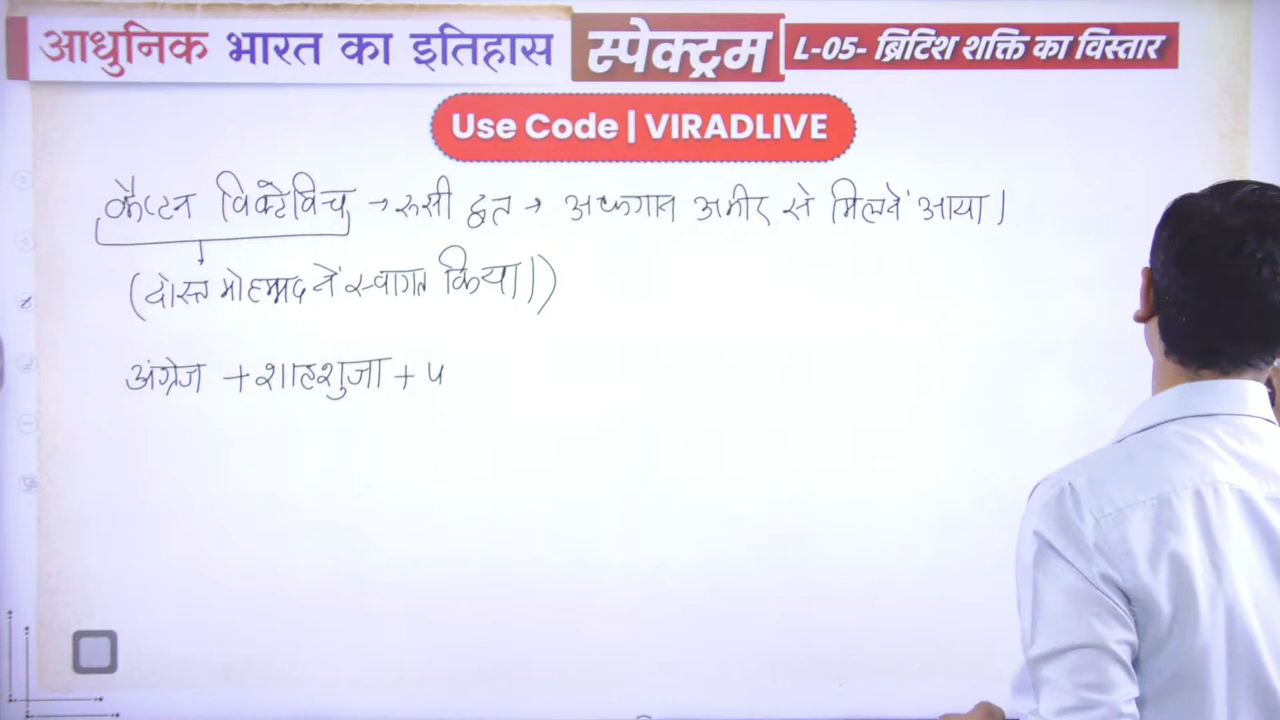 आधुनिक भारत का इतिहास स्पेक्ट्रम L-05- ब्रिटिश शक्ति का विस्तार
Use Code | VIRADLIVE
कैप्टन विक्टेविच → रूसी दूत → अफगान अमीर से मिलनें आया।
(दोस्त मोहम्मद नें स्वागत किया।)
अंग्रेज + शाहशुजा + प